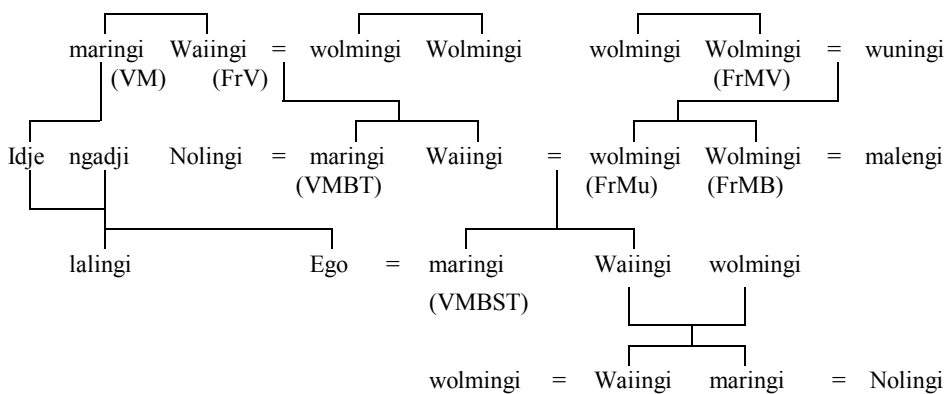 maringi Waiingi = wolmingi Wolmingi wolmingi Wolmingi = wuningi
(VM) (FrV) (FrMV)
Idje ngadji Nolingi = maringi Waiingi = wolmingi Wolmingi = malengi
(VMBT) (FrMu) (FrMB)
lalingi Ego = maringi Waiingi wolmingi
(VMBST)
wolmingi = Waiingi maringi = Nolingi